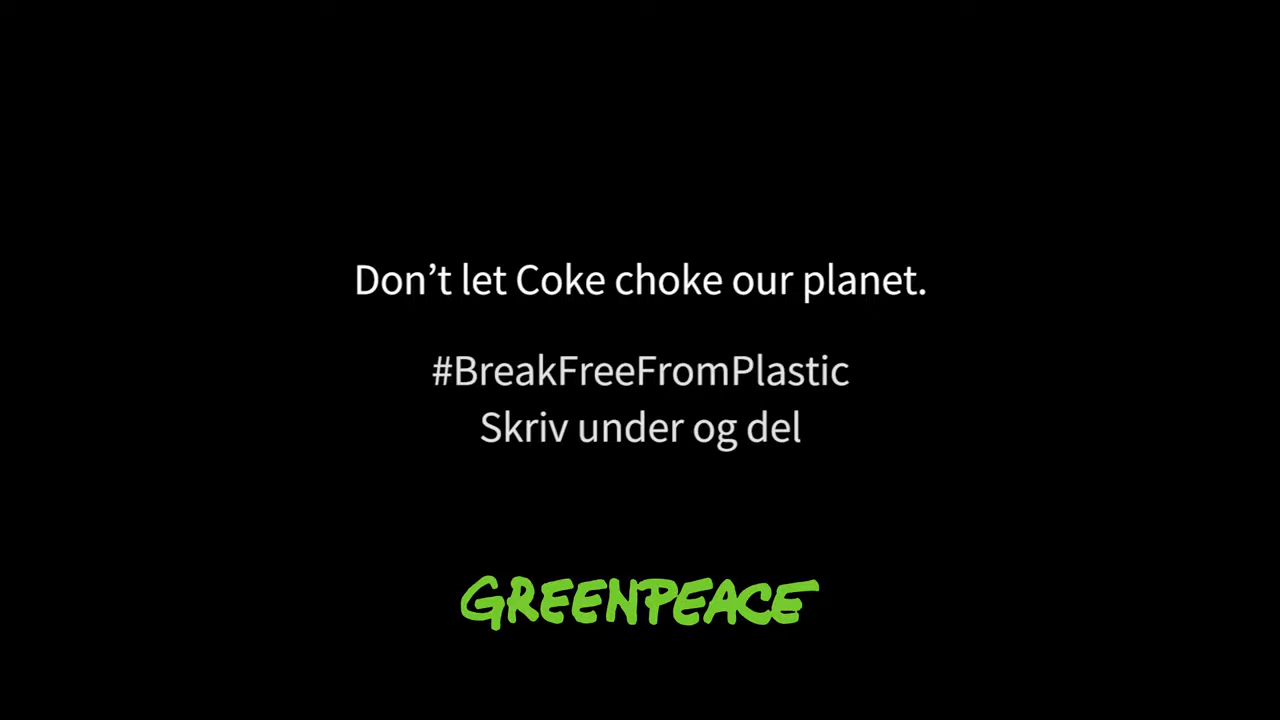 Don’t let Coke choke our planet.
#BreakFreeFromPlastic
Skriv under og del
GREENPEACE